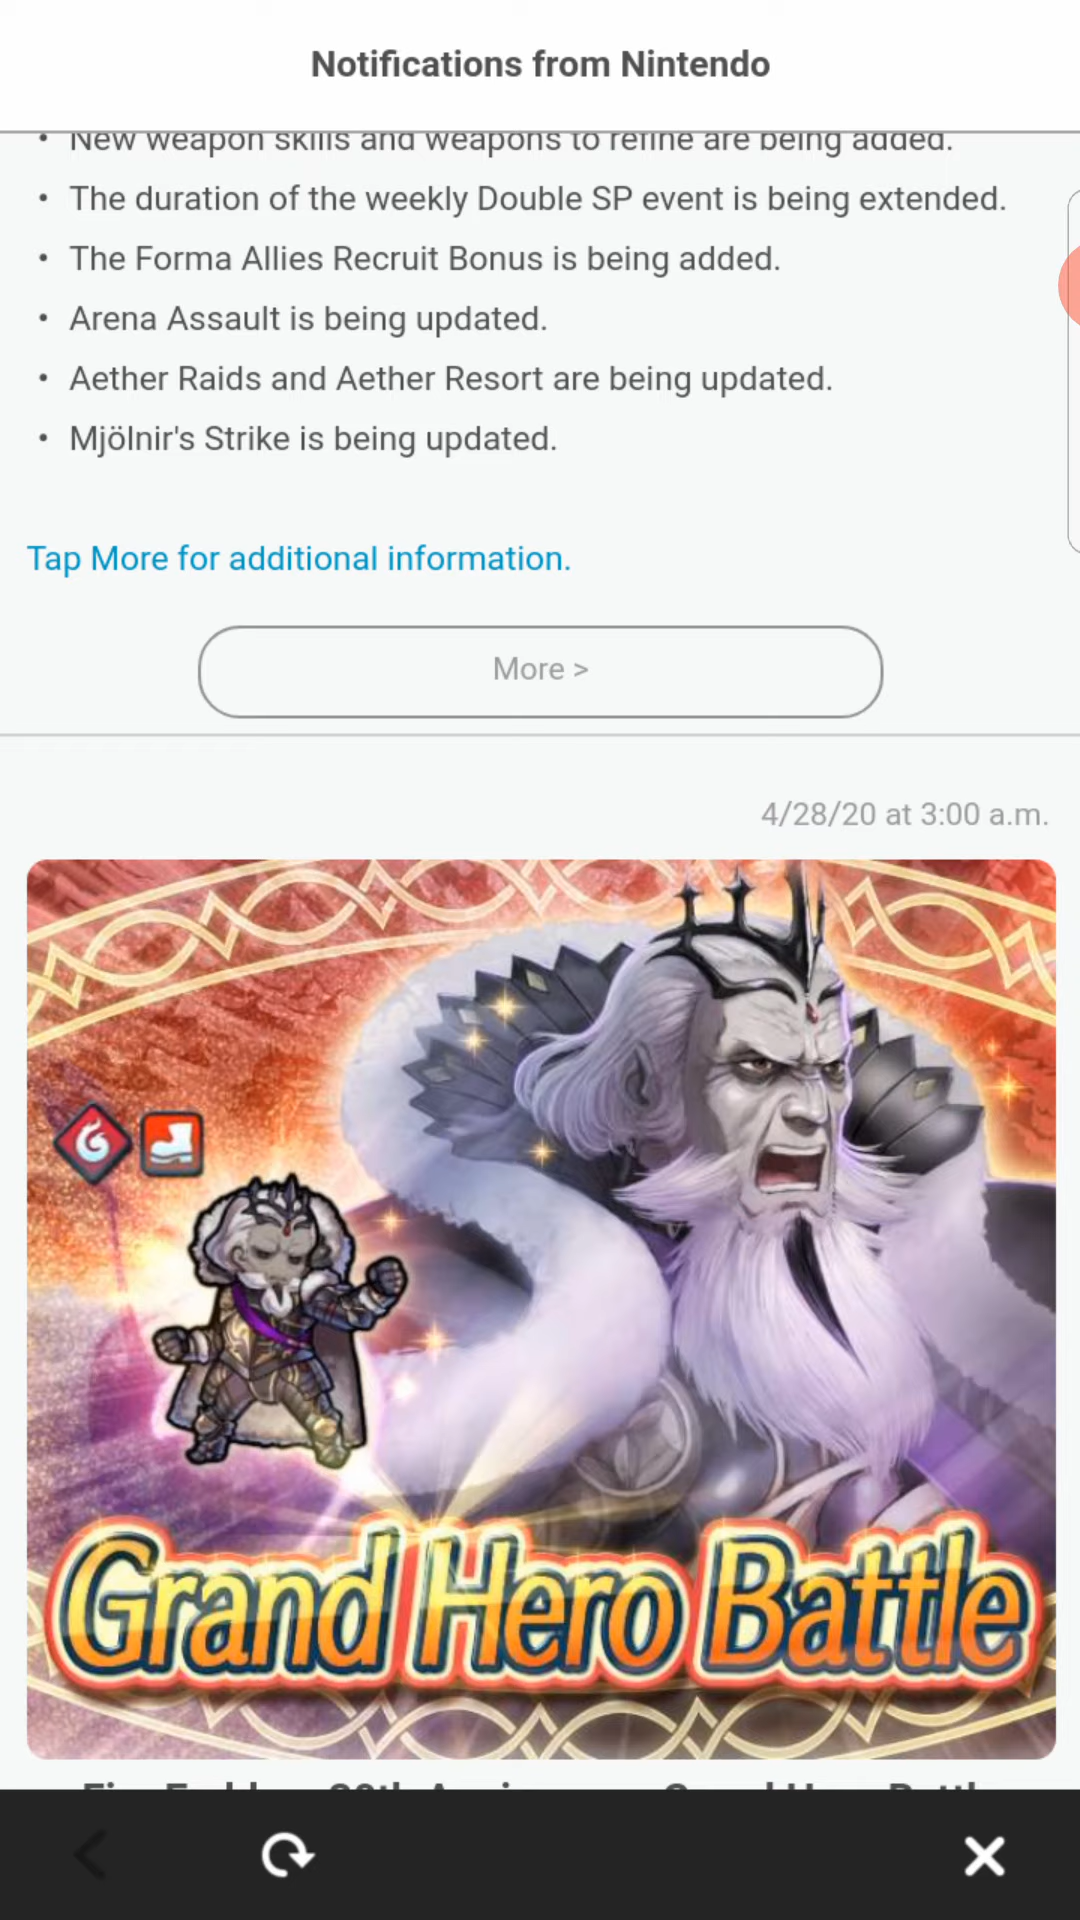 Notifications from Nintendo
• New weapon skills and weapons to refine are being added.
• The duration of the weekly Double SP event is being extended.
• The Forma Allies Recruit Bonus is being added.
• Arena Assault is being updated.
• Aether Raids and Aether Resort are being updated.
• Mjölnir's Strike is being updated.
Tap More for additional information.
More >
4/28/20 at 3:00 a.m.
Grand Hero Battle